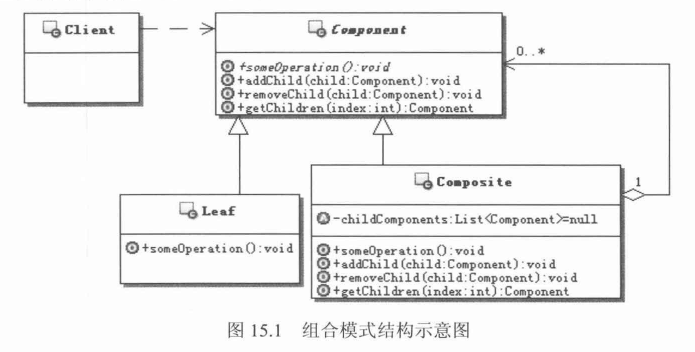 Client
Component
+someOperation():void
+addChild(child:Component):void
+removeChild(child:Component):void
+getChildren(index:int):Component
0..*
1
Leaf
+someOperation():void
Composite
-childComponents:List<Component>=null
+someOperation():void
+addChild(child:Component):void
+removeChild(child:Component):void
+getChildren(index:int):Component
图 15.1 组合模式结构示意图